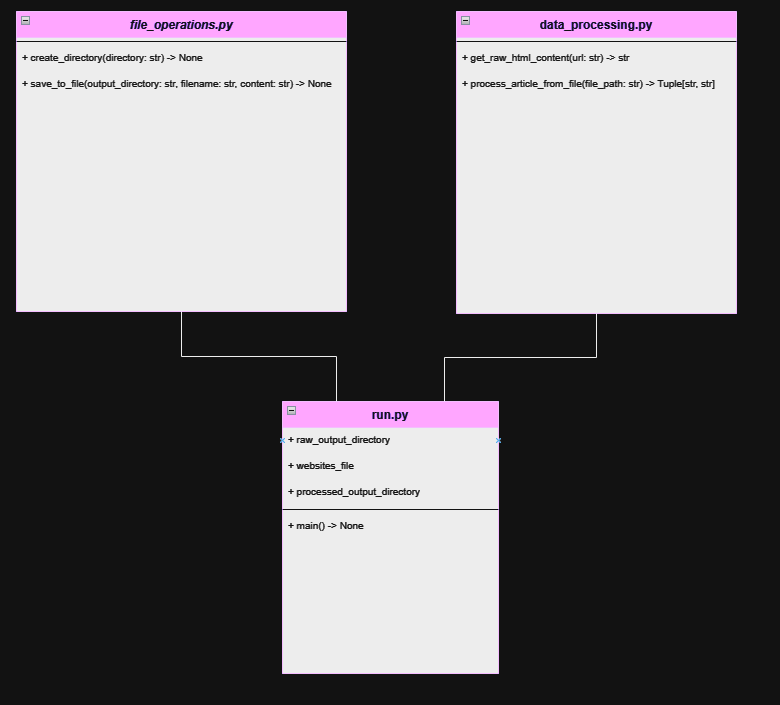 file_operations.py
+ create_directory(directory: str) -> None
+ save_to_file(output_directory: str, filename: str, content: str) -> None
data_processing.py
+ get_raw_html_content(url: str) -> str
+ process_article_from_file(file_path: str) -> Tuple[str, str]
run.py
+ raw_output_directory
+ websites_file
+ processed_output_directory
+ main() -> None